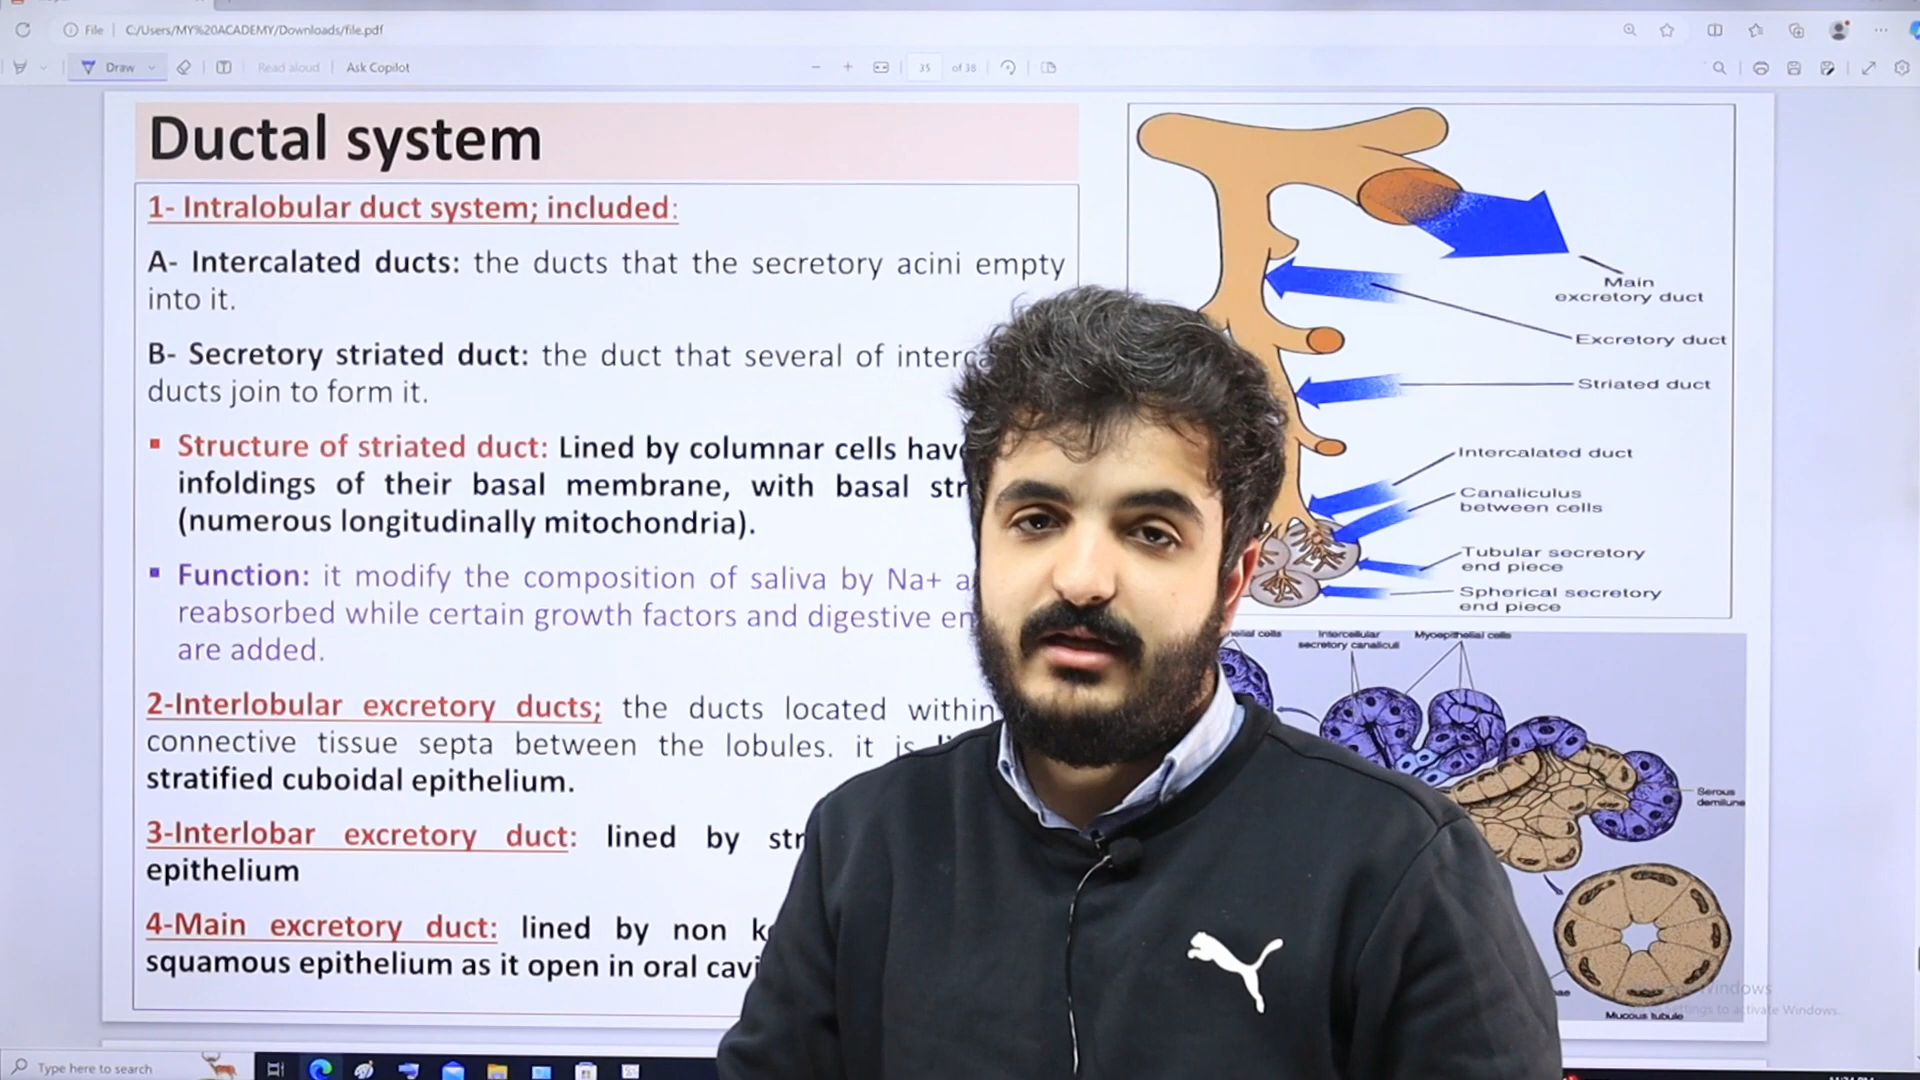 File
C:/Users/MY%20ACADEMY/Downloads/file.pdf
Draw
Read aloud
Ask Copilot
35
of 38
Ductal system
1- Intralobular duct system; included:
A- Intercalated ducts: the ducts that the secretory acini empty
into it.
B- Secretory striated duct: the duct that several of
ducts join to form it.
Structure of striated duct: Lined by columnar cells
infoldings of their basal membrane, with basal
(numerous longitudinally mitochondria).
Function: it modify the composition of saliva by Na+
reabsorbed while certain growth factors and digestive
are added.
2-Interlobular excretory ducts; the ducts located within
connective tissue septa between the lobules. it is
stratified cuboidal epithelium.
3-Interlobar excretory duct: lined by
epithelium
4-Main excretory duct: lined by non
squamous epithelium as it open in oral
Main
excretory duct
Excretory duct
Striated duct
Intercalated duct
Canaliculus
between cells
Tubular secretory
end piece
Spherical secretory
end piece
cells
Intercellular
secretory canaliculi
Myoepithelial cells
Serous
demilune
Mucous tubule
Windows
to activate Windows.
Type here to search